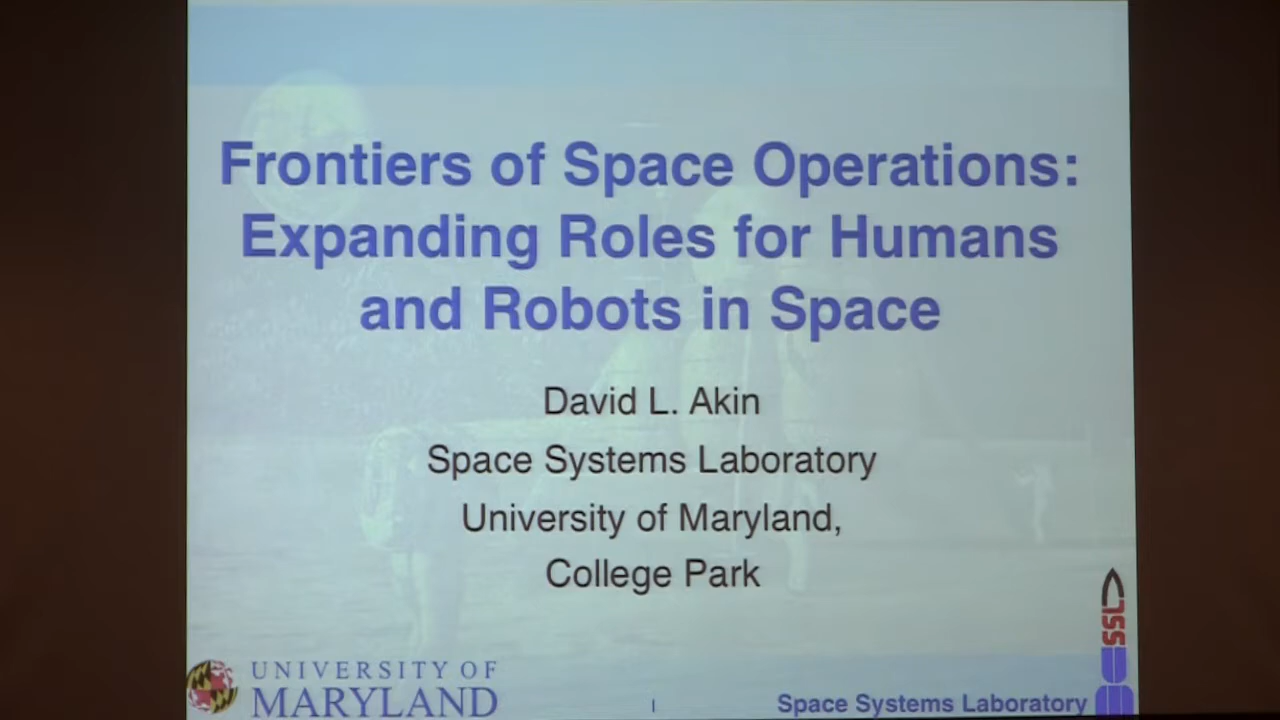 Frontiers of Space Operations:
Expanding Roles for Humans
and Robots in Space
David L. Akin
Space Systems Laboratory
University of Maryland,
College Park
UNIVERSITY OF
MARYLAND
1
Space Systems Laboratory
SSL